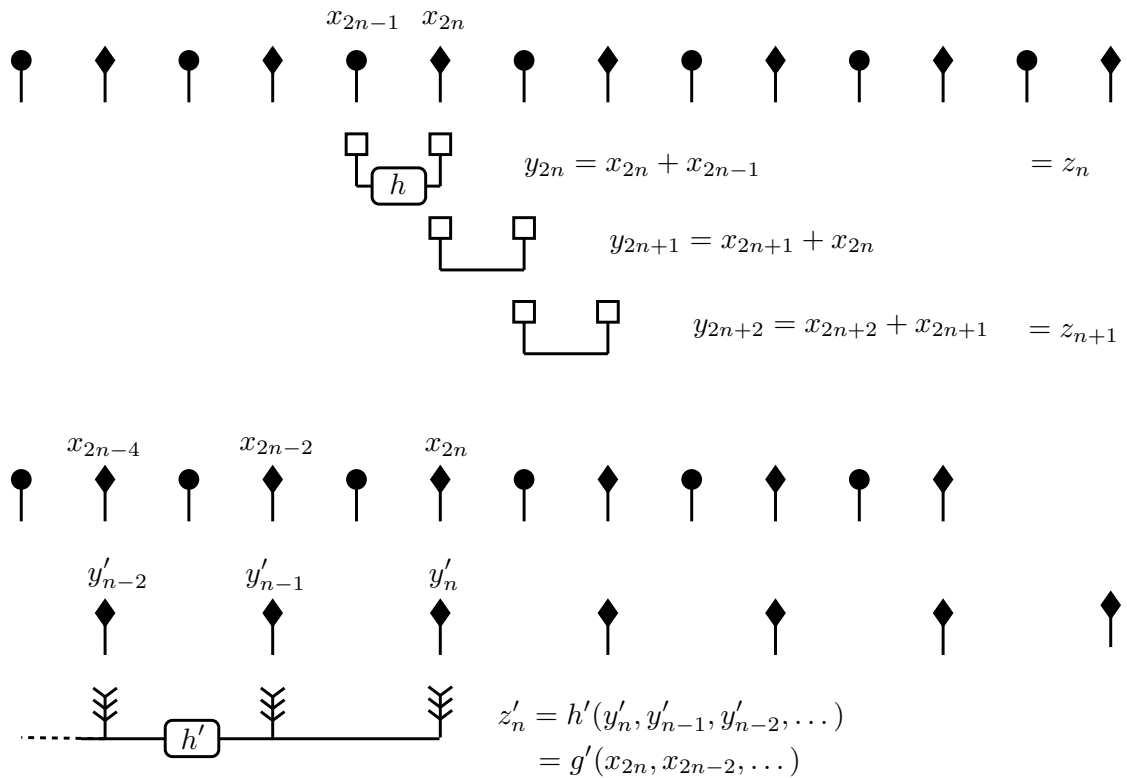 x_{2n−1} x_{2n}
h
y_{2n} = x_{2n} + x_{2n−1} = z_n
y_{2n+1} = x_{2n+1} + x_{2n}
y_{2n+2} = x_{2n+2} + x_{2n+1} = z_{n+1}
x_{2n−4} x_{2n−2} x_{2n}
y′_{n−2} y′_{n−1} y′_n
h′
z′_n = h′(y′_n, y′_{n−1}, y′_{n−2}, . . . )
= g′(x_{2n}, x_{2n−2}, . . . )